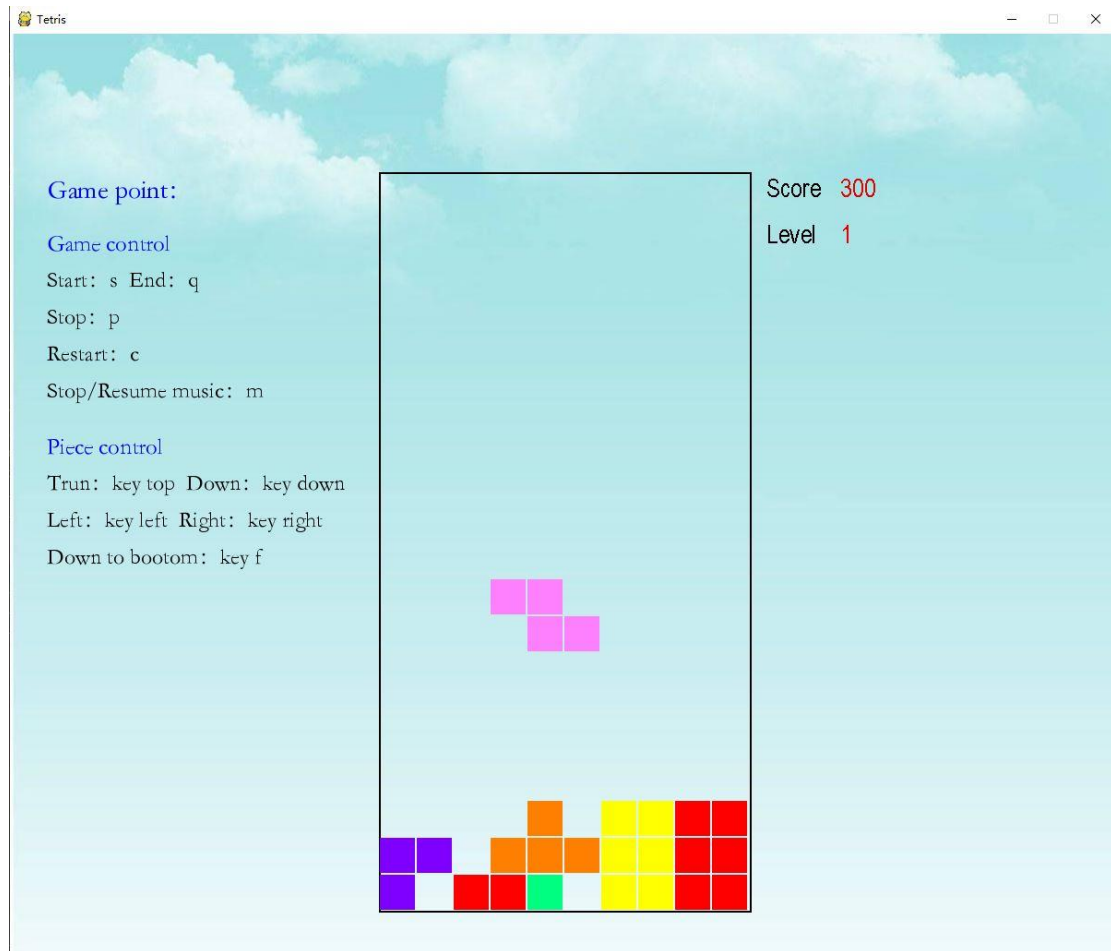 Tetris
Game point:
Game control
Start: s End: q
Stop: p
Restart: c
Stop/Resume music: m
Piece control
Trun: key top Down: key down
Left: key left Right: key right
Down to bootom: key f
Score 300
Level 1